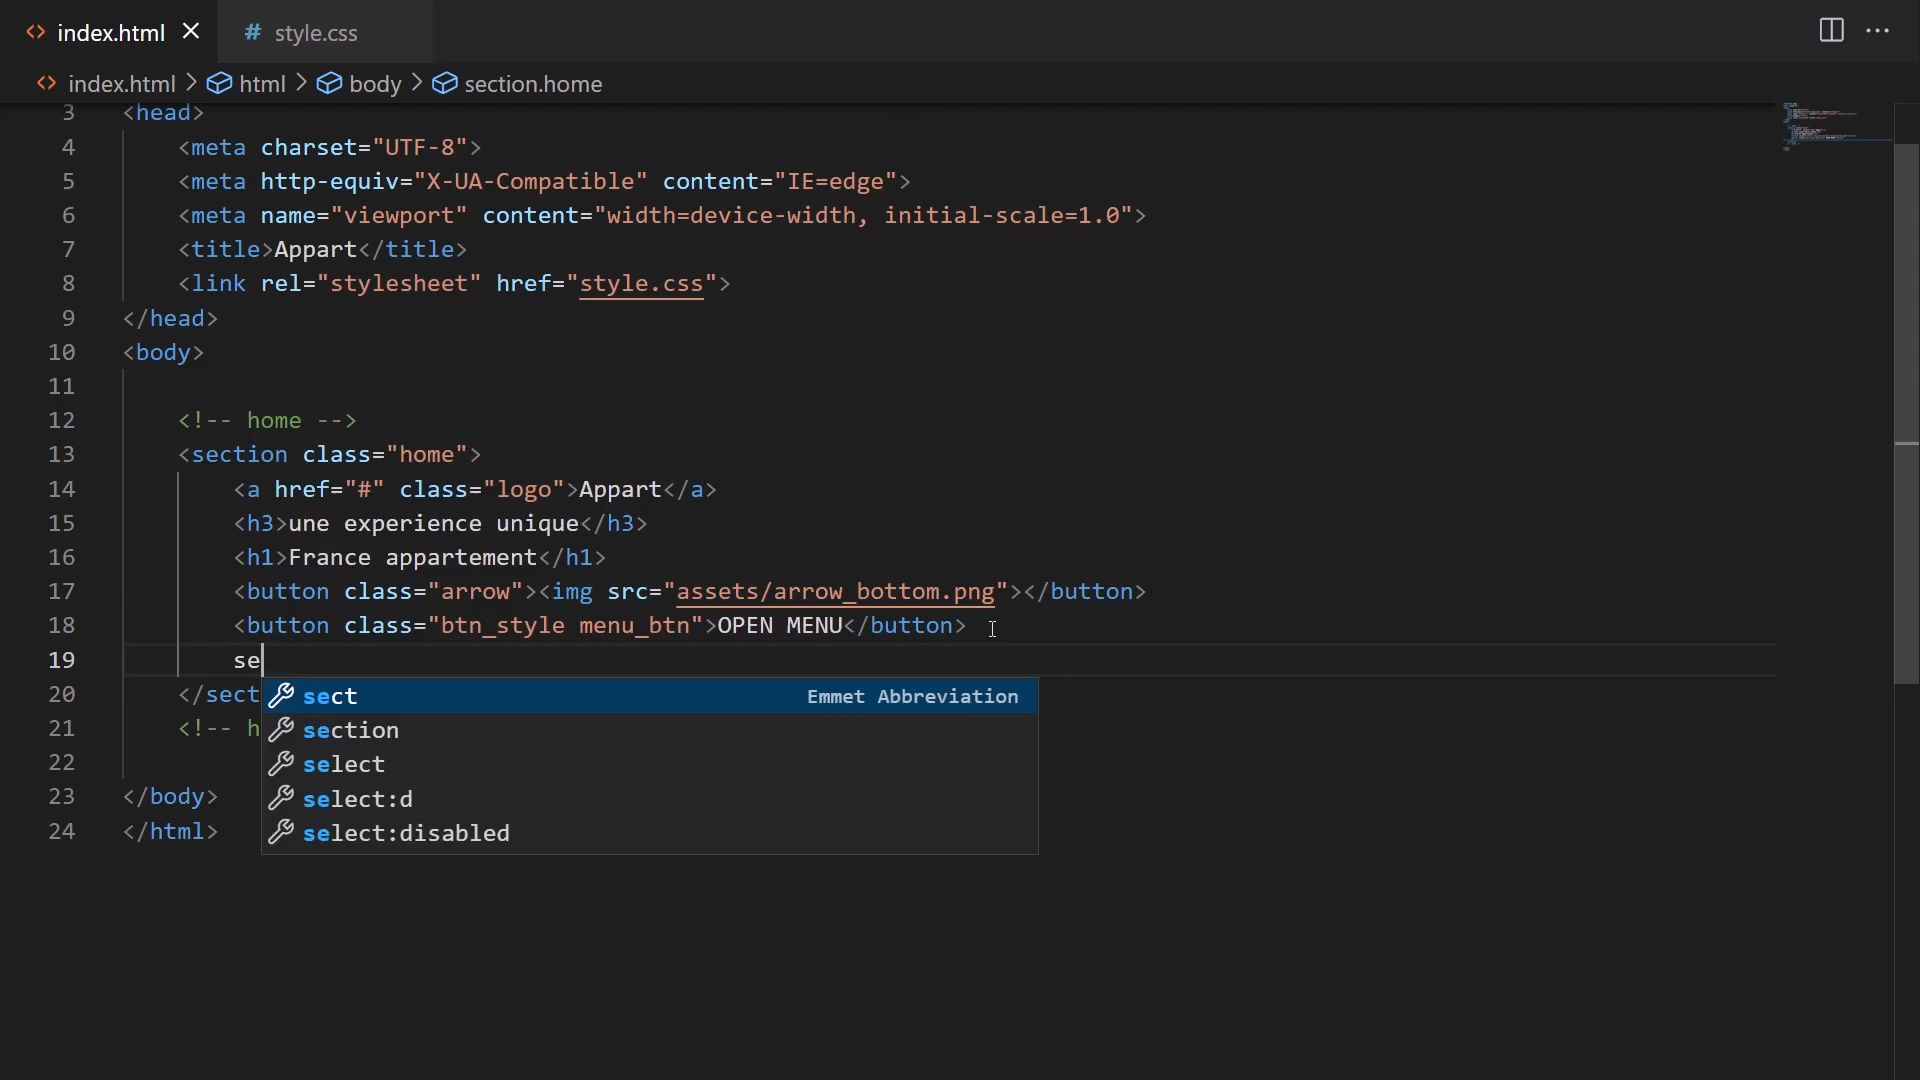 index.html
# style.css
index.html > html > body > section.home
3 <head>
4 <meta charset="UTF-8">
5 <meta http-equiv="X-UA-Compatible" content="IE=edge">
6 <meta name="viewport" content="width=device-width, initial-scale=1.0">
7 <title>Appart</title>
8 <link rel="stylesheet" href="style.css">
9 </head>
10 <body>
11
12 <!-- home -->
13 <section class="home">
14 <a href="#" class="logo">Appart</a>
15 <h3>une experience unique</h3>
16 <h1>France appartement</h1>
17 <button class="arrow"><img src="assets/arrow_bottom.png"></button>
18 <button class="btn_style menu_btn">OPEN MENU</button>
19 se
20 </sect
sect Emmet Abbreviation
21 <!-- h
section
22
select
23 </body>
select:d
24 </html>
select:disabled